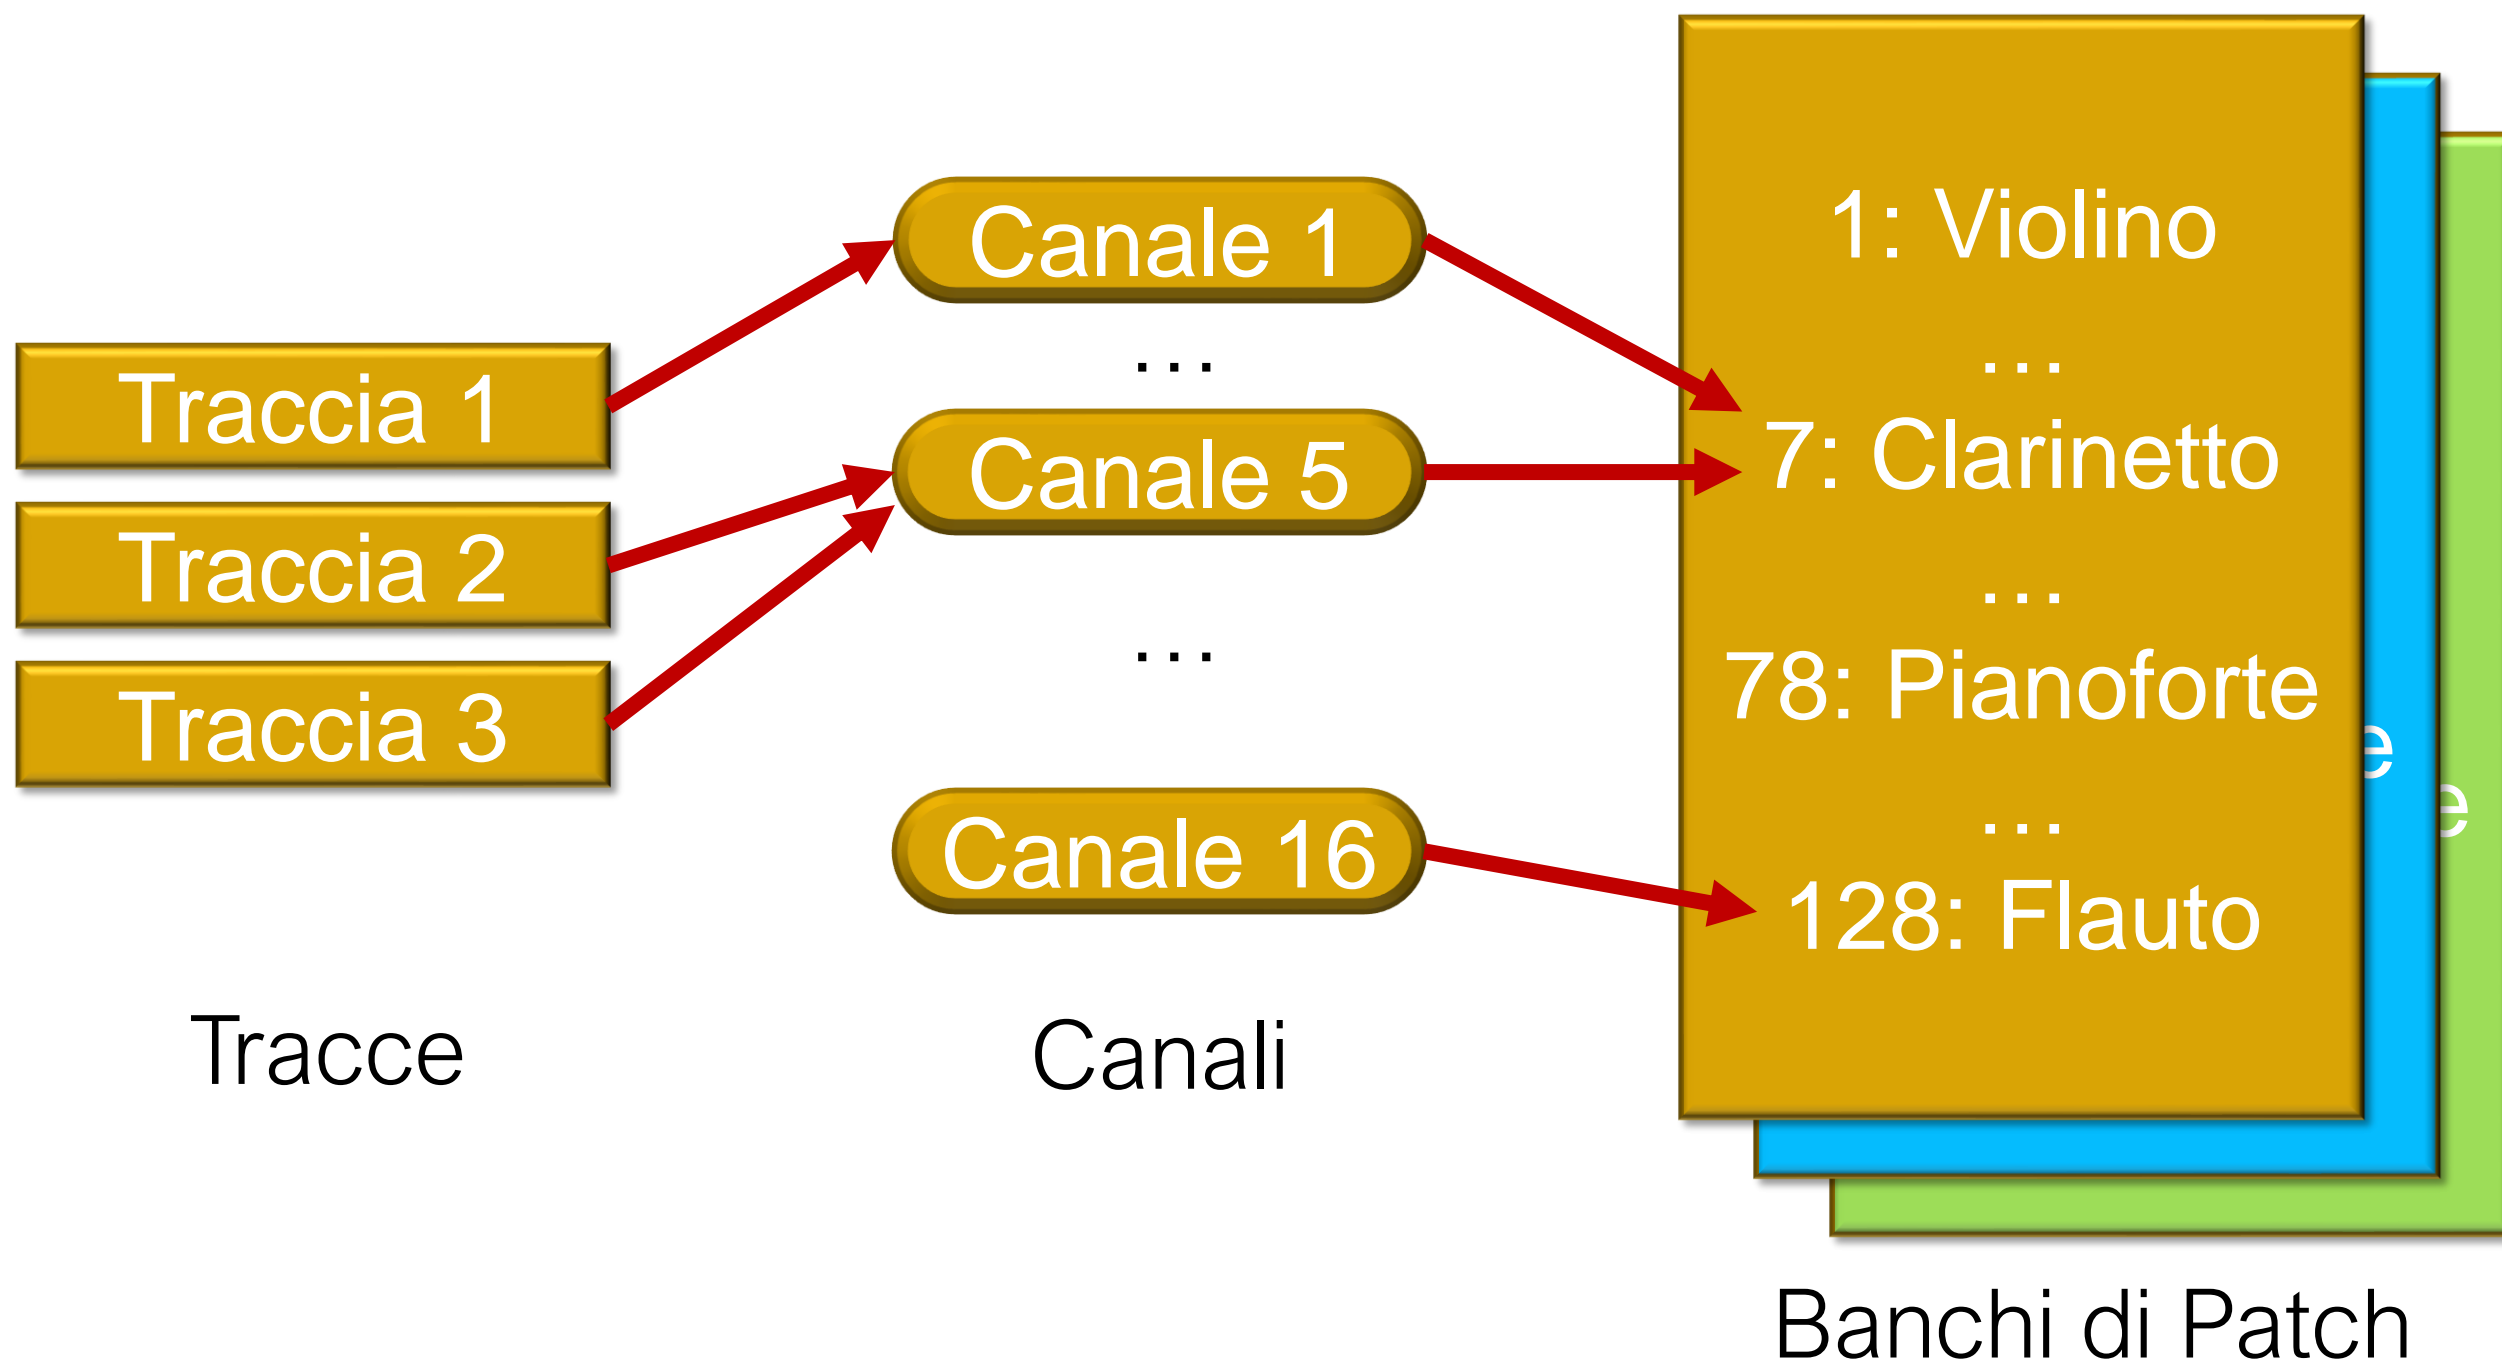 Traccia 1
Traccia 2
Traccia 3
Tracce
Canale 1
...
Canale 5
...
Canale 16
Canali
1: Violino
...
7: Clarinetto
...
78: Pianoforte
...
128: Flauto
e
e
Banchi di Patch